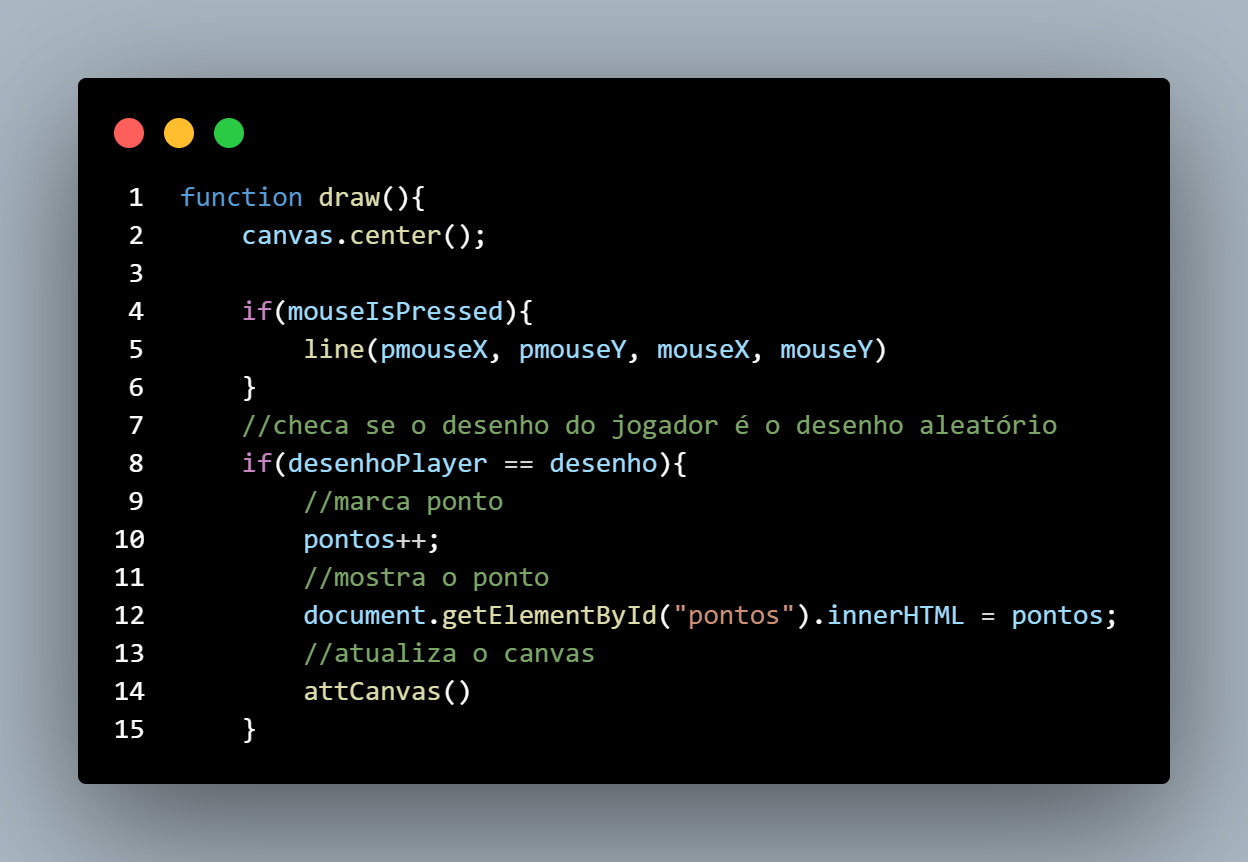 1 function draw(){
2     canvas.center();
3
4     if(mouseIsPressed){
5         line(pmouseX, pmouseY, mouseX, mouseY)
6     }
7     //checa se o desenho do jogador é o desenho aleatório
8     if(desenhoPlayer == desenho){
9         //marca ponto
10         pontos++;
11         //mostra o ponto
12         document.getElementById("pontos").innerHTML = pontos;
13         //atualiza o canvas
14         attCanvas()
15     }